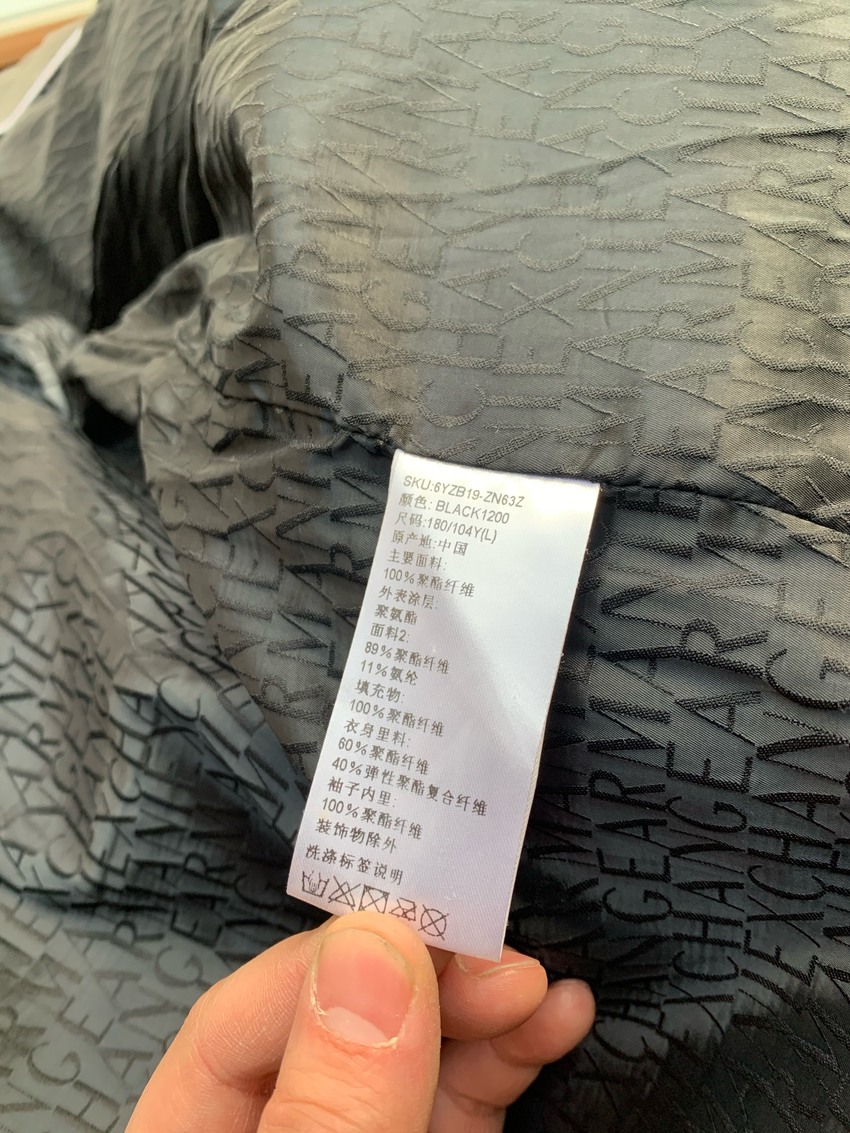 SKU:6YZB19-ZN63Z
颜色: BLACK1200
尺码:180/104Y(L)
原产地:中国
主要面料:
100%聚酯纤维
外表涂层:
聚氨酯
面料2:
89%聚酯纤维
11%氨纶
填充物:
100%聚酯纤维
衣身里料:
60%聚酯纤维
40%弹性聚酯复合纤维
袖子内里:
100%聚酯纤维
装饰物除外
洗涤标签说明
ARMANI EXCHANGE